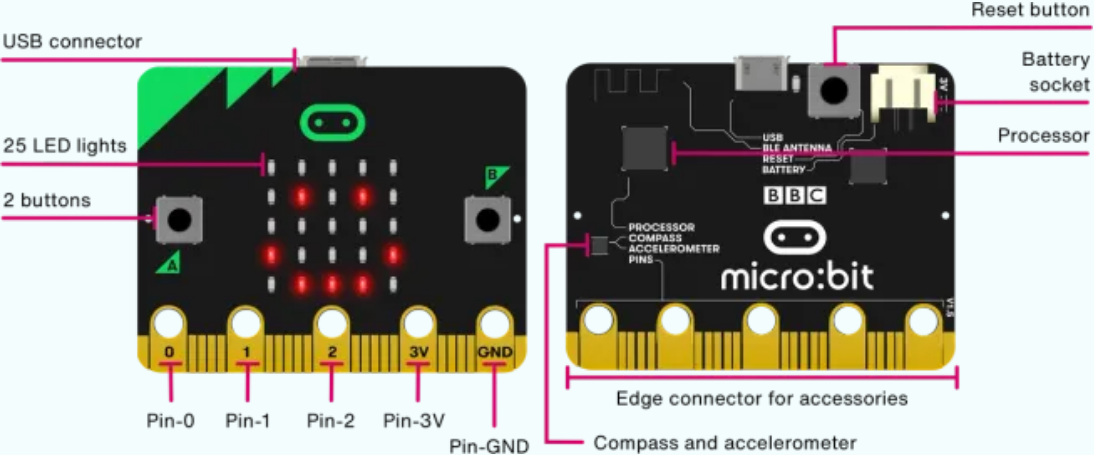 USB connector
25 LED lights
2 buttons
A
B
0
1
2
3V
GND
Pin-0
Pin-1
Pin-2
Pin-3V
Pin-GND
Reset button
Battery
socket
Processor
3V
USB
BLE ANTENNA
RESET
BATTERY
BBC
PROCESSOR
COMPASS
ACCELEROMETER
PINS
micro:bit
V1.5
Edge connector for accessories
Compass and accelerometer